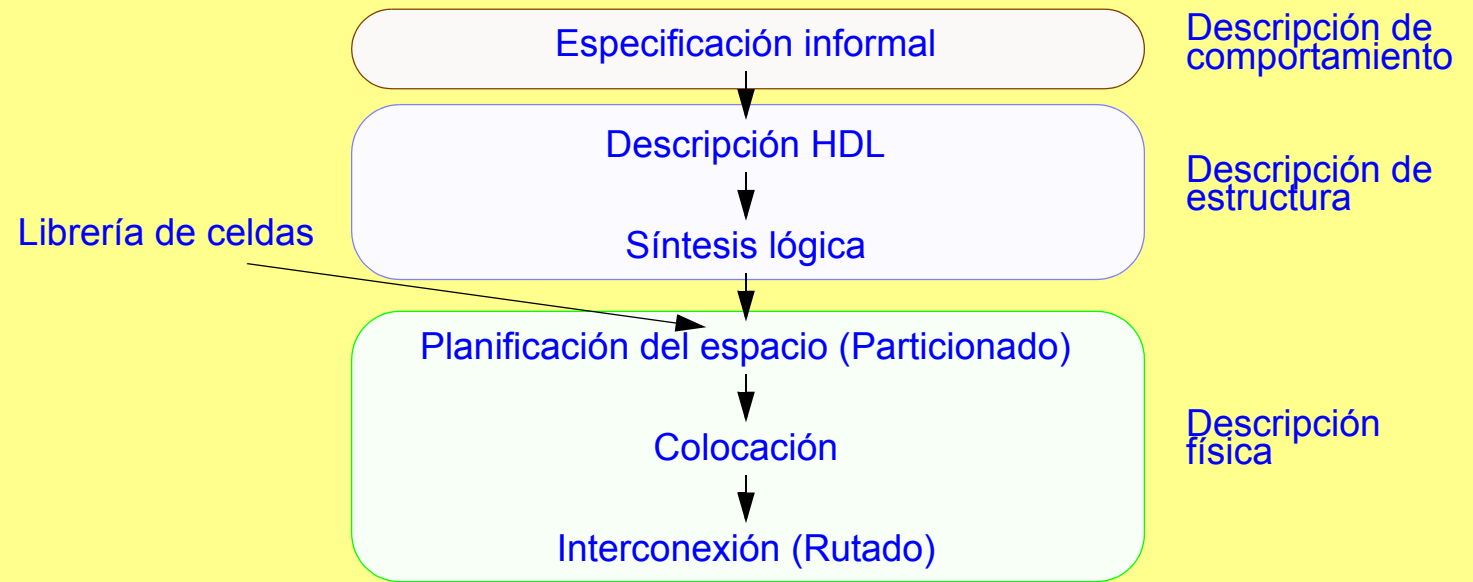 Especificación informal
Descripción de
comportamiento
Descripción HDL
Descripción de
estructura
Librería de celdas
Síntesis lógica
Planificación del espacio (Particionado)
Colocación
Descripción
física
Interconexión (Rutado)